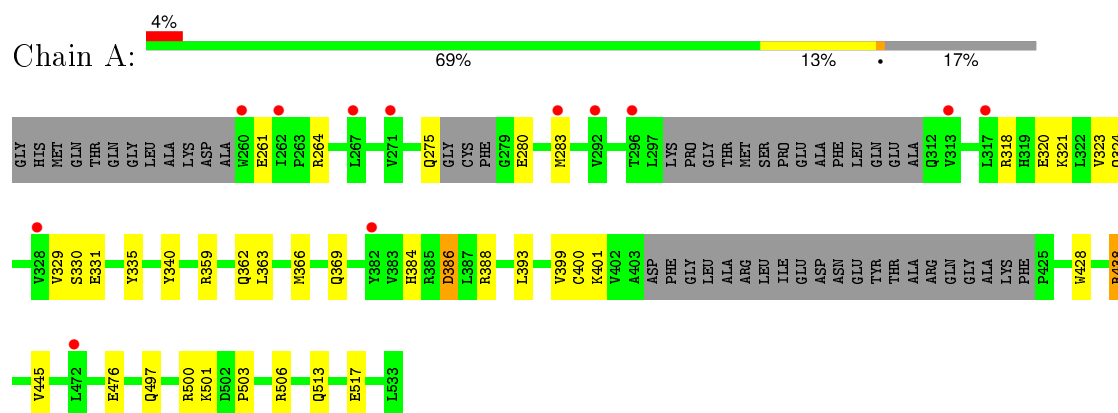 4%
Chain A:
69% 13% • 17%
GLY HIS MET GLN THR GLN GLY LEU ALA LYS ASP ALA W260 E261 I262 P263 R264 L267 V271 Q275 GLY CYS PHE G279 E280 M283 V292 T296 L297 LYS PRO GLY THR MET SER PRO GLU ALA PHE LEU GLN GLU ALA Q312 V313 L317 R318 H319 E320 K321 L322 V323 Q324
V328 V329 S330 E331 Y335 Y340 R359 Q362 L363 M366 Q369 Y382 V383 H384 R385 D386 L387 R388 L393 V399 C400 K401 V402 A403 ASP PHE GLY LEU ALA ARG LEU ILE GLU ASP ASN GLU TYR THR ALA ARG GLN GLY ALA LYS PHE P425 W428 R438
V445 L472 E476 Q497 R500 K501 D502 P503 R506 Q513 E517 L533